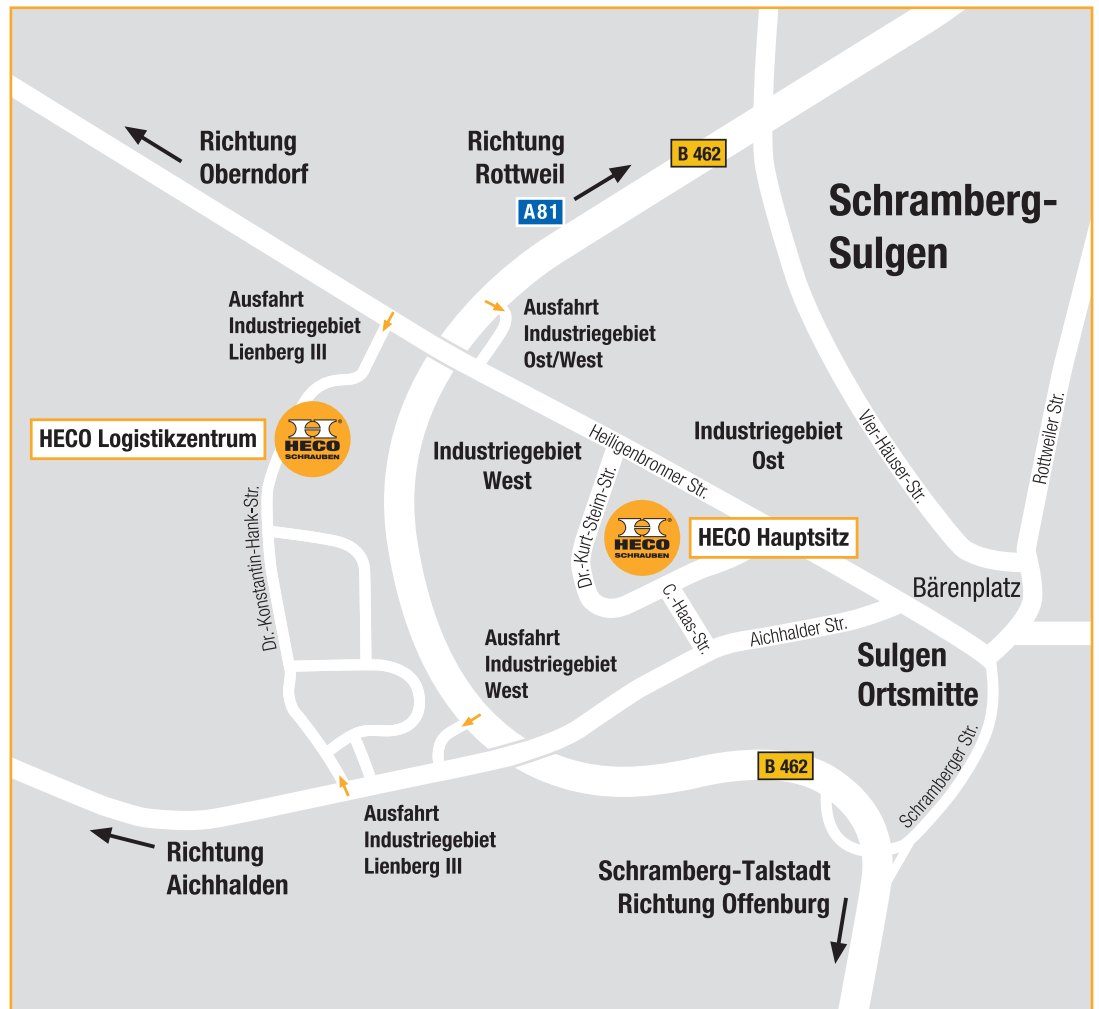 Richtung
Oberndorf
Richtung
Rottweil
A81
B 462
Schramberg-
Sulgen
Ausfahrt
Industriegebiet
Lienberg III
Ausfahrt
Industriegebiet
Ost/West
HECO Logistikzentrum
HECO
SCHRAUBEN
®
Industriegebiet
West
Heiligenbronner Str.
Industriegebiet
Ost
Vier-Häuser-Str.
Rottweiler Str.
Dr.-Konstantin-Hank-Str.
Dr.-Kurt-Steim-Str.
HECO
SCHRAUBEN
®
HECO Hauptsitz
C.-Haas-Str.
Bärenplatz
Aichhalder Str.
Ausfahrt
Industriegebiet
West
Sulgen
Ortsmitte
B 462
Schramberger Str.
Ausfahrt
Industriegebiet
Lienberg III
Richtung
Aichhalden
Schramberg-Talstadt
Richtung Offenburg